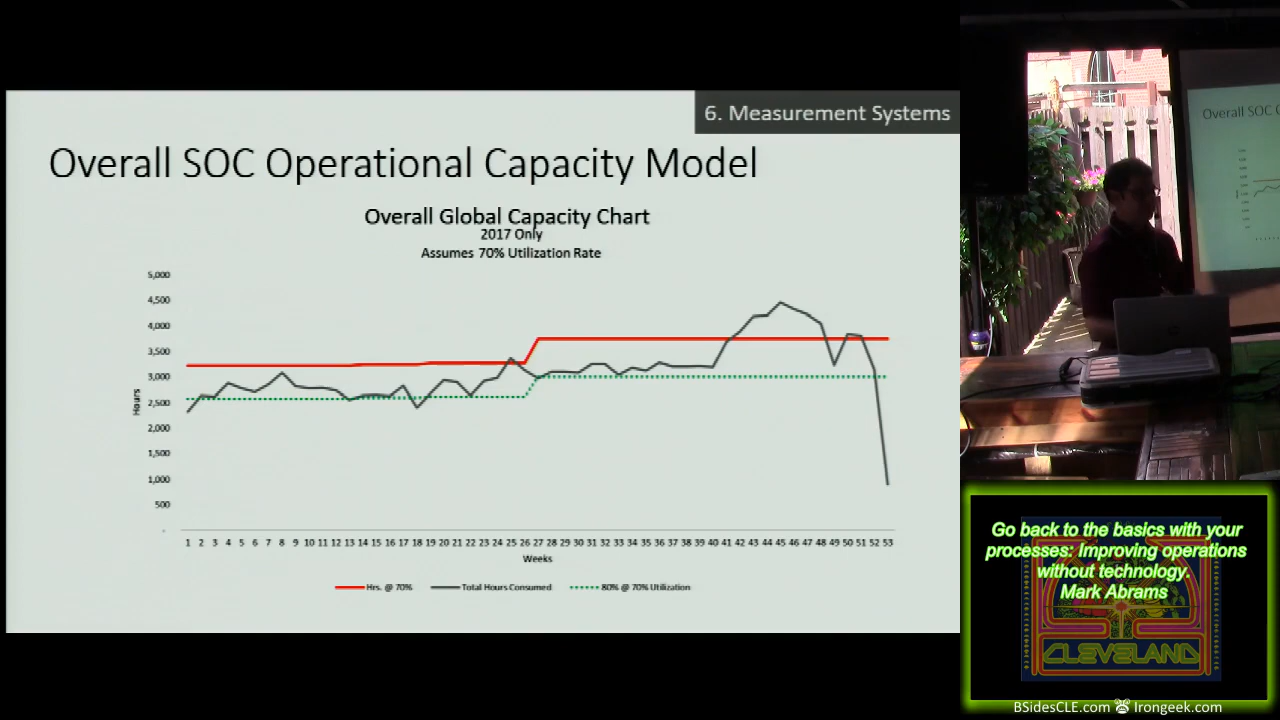 6. Measurement Systems
Overall SOC Operational Capacity Model
Overall Global Capacity Chart
2017 Only
Assumes 70% Utilization Rate
5,000
4,500
4,000
3,500
3,000
2,500
2,000
1,500
1,000
500
-
Hours
1 2 3 4 5 6 7 8 9 10 11 12 13 14 15 16 17 18 19 20 21 22 23 24 25 26 27 28 29 30 31 32 33 34 35 36 37 38 39 40 41 42 43 44 45 46 47 48 49 50 51 52 53
Weeks
Hrs. @ 70% Total Hours Consumed 80% @ 70% Utilization
Overall SOC
Go back to the basics with your
processes: Improving operations
without technology.
Mark Abrams
CLEVELAND
BSidesCLE.com Irongeek.com